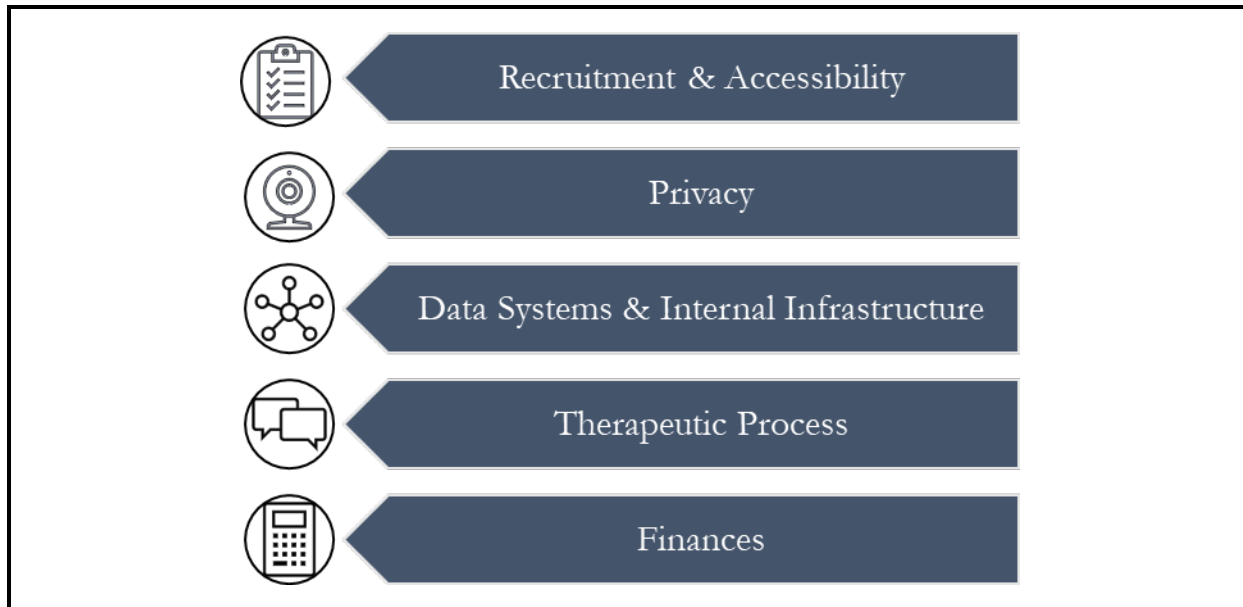 Recruitment & Accessibility
Privacy
Data Systems & Internal Infrastructure
Therapeutic Process
Finances